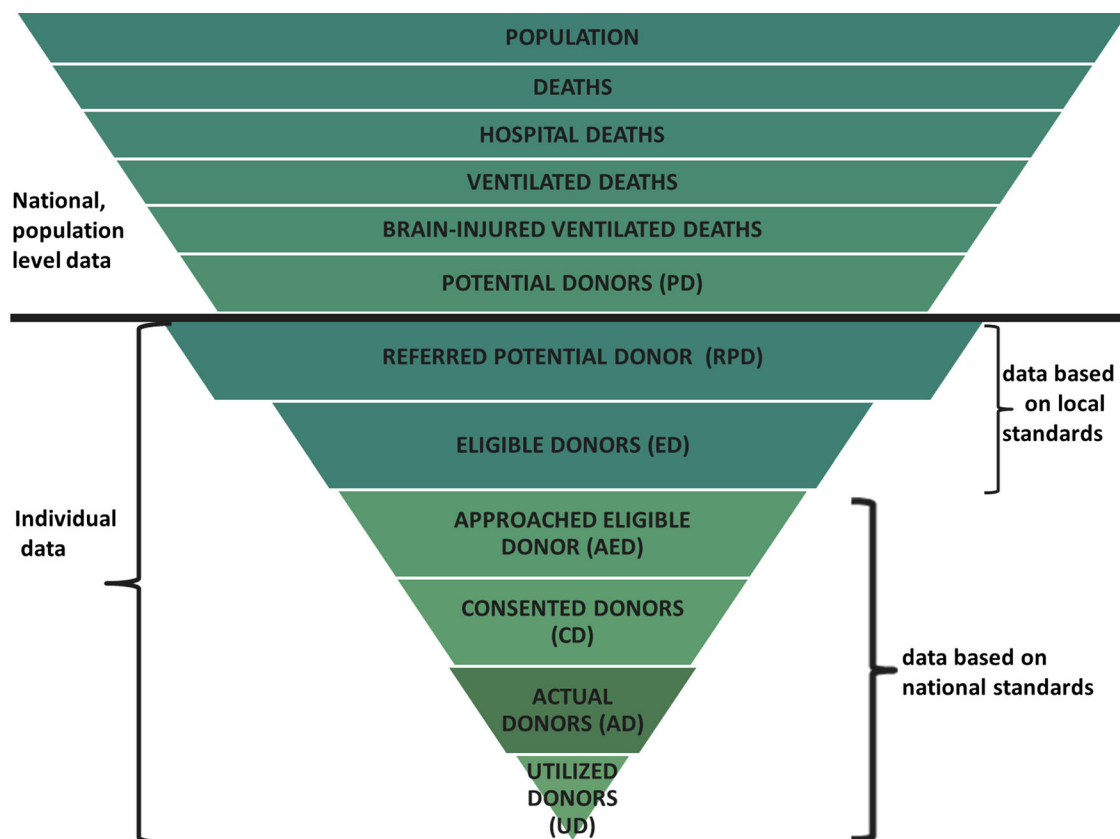 POPULATION
DEATHS
HOSPITAL DEATHS
VENTILATED DEATHS
BRAIN-INJURED VENTILATED DEATHS
POTENTIAL DONORS (PD)
National,
population
level data
REFERRED POTENTIAL DONOR (RPD)
ELIGIBLE DONORS (ED)
data based
on local
standards
APPROACHED ELIGIBLE
DONOR (AED)
CONSENTED DONORS
(CD)
ACTUAL
DONORS (AD)
UTILIZED
DONORS
(UD)
Individual
data
data based on
national standards